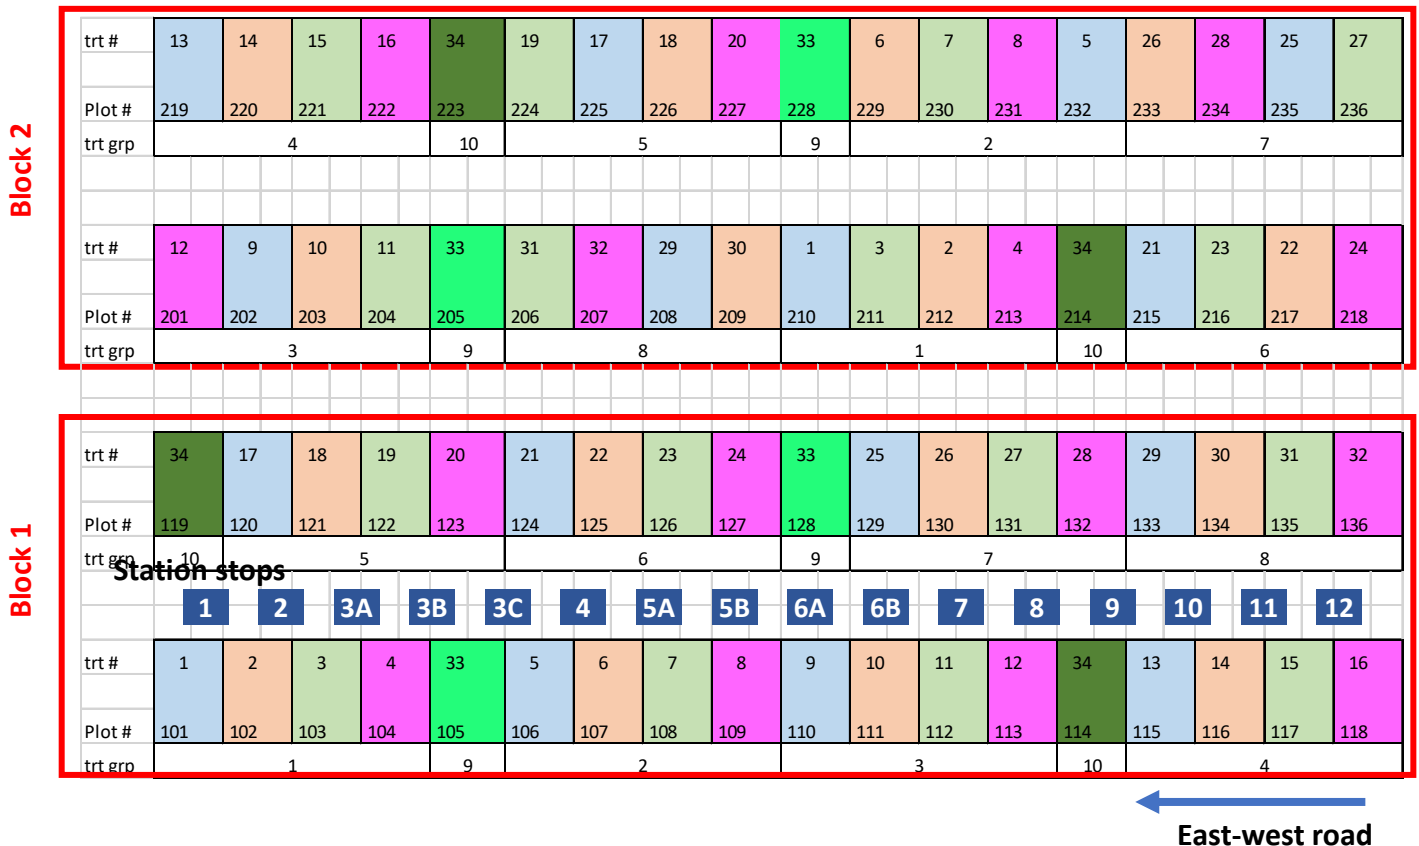 Block 2
trt # 13 14 15 16 34 19 17 18 20 33 6 7 8 5 26 28 25 27
Plot # 219 220 221 222 223 224 225 226 227 228 229 230 231 232 233 234 235 236
trt grp 4 10 5 9 2 7
trt # 12 9 10 11 33 31 32 29 30 1 3 2 4 34 21 23 22 24
Plot # 201 202 203 204 205 206 207 208 209 210 211 212 213 214 215 216 217 218
trt grp 3 9 8 1 10 6
Block 1
trt # 34 17 18 19 20 21 22 23 24 33 25 26 27 28 29 30 31 32
Plot # 119 120 121 122 123 124 125 126 127 128 129 130 131 132 133 134 135 136
trt grp 10 5 6 9 7 8
Station stops
1 2 3A 3B 3C 4 5A 5B 6A 6B 7 8 9 10 11 12
trt # 1 2 3 4 33 5 6 7 8 9 10 11 12 34 13 14 15 16
Plot # 101 102 103 104 105 106 107 108 109 110 111 112 113 114 115 116 117 118
trt grp 1 9 2 3 10 4
East-west road